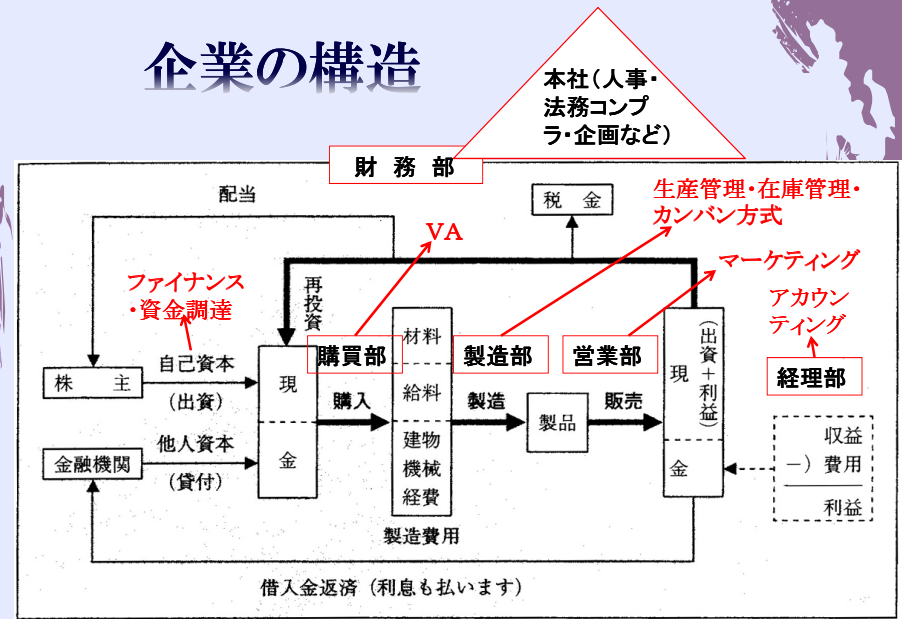 企業の構造
本社（人事・
法務コンプ
ラ・企画など）
財 務 部
配当
税 金
生産管理・在庫管理・
カンバン方式
VA
マーケティング
ファイナンス
・資金調達
再投資
アカウン
ティング
購買部
製造部
営業部
経理部
株 主
自己資本
（出資）
金融機関
他人資本
（貸付）
現
金
購入
材料
給料
建物
機械
経費
製造費用
製造
製品
販売
現
（出資＋利益）
金
収益
－）費用
利益
借入金返済（利息も払います）